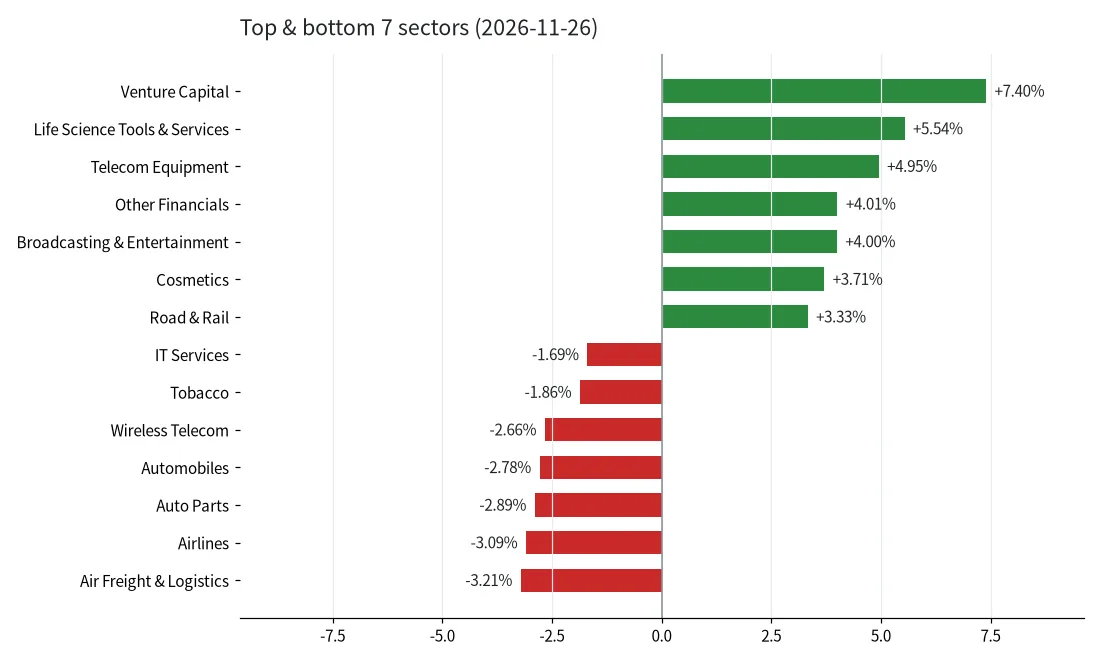 Top & bottom 7 sectors (2026-11-26)
Venture Capital +7.40%
Life Science Tools & Services +5.54%
Telecom Equipment +4.95%
Other Financials +4.01%
Broadcasting & Entertainment +4.00%
Cosmetics +3.71%
Road & Rail +3.33%
IT Services -1.69%
Tobacco -1.86%
Wireless Telecom -2.66%
Automobiles -2.78%
Auto Parts -2.89%
Airlines -3.09%
Air Freight & Logistics -3.21%
-7.5 -5.0 -2.5 0.0 2.5 5.0 7.5